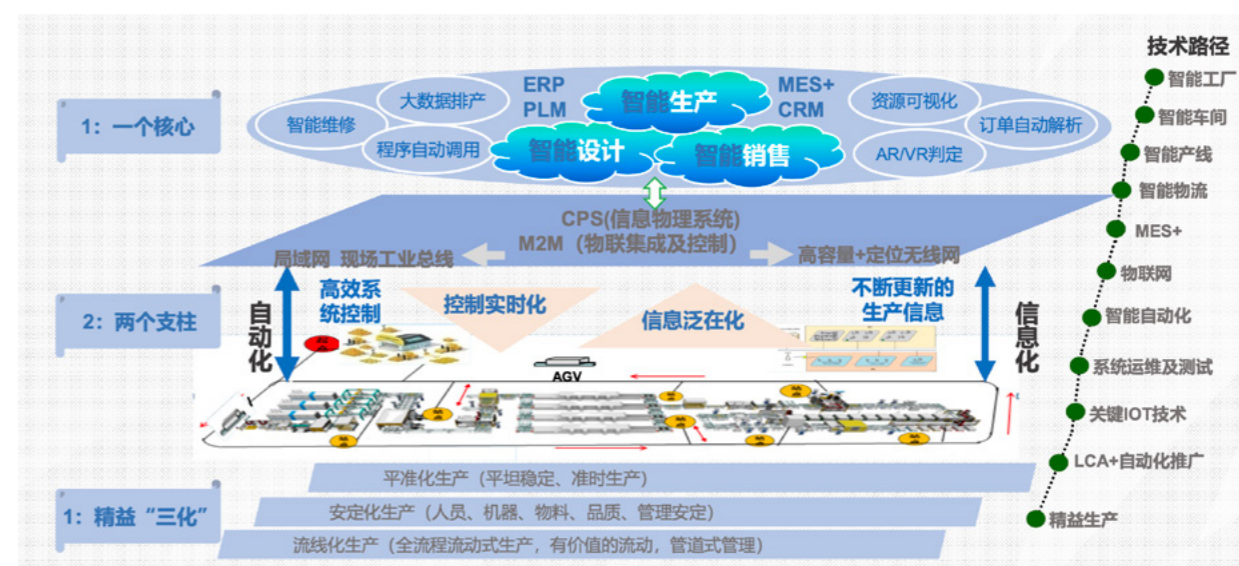 技术路径
智能工厂
智能车间
智能产线
智能物流
MES+
物联网
智能自动化
系统运维及测试
关键IOT技术
LCA+自动化推广
精益生产
1：一个核心
智能维修
大数据排产
程序自动调用
ERP
PLM
智能生产
智能设计
智能销售
MES+
CRM
资源可视化
订单自动解析
AR/VR判定
CPS(信息物理系统)
M2M（物联集成及控制）
局域网 现场工业总线
高容量+定位无线网
2：两个支柱
自动化
高效系
统控制
控制实时化
信息泛在化
不断更新的
生产信息
信息化
AGV
站点
站点
站点
站点
站点
1：精益“三化”
平准化生产（平坦稳定、准时生产）
安定化生产（人员、机器、物料、品质、管理安定）
流线化生产（全流程流动式生产，有价值的流动，管道式管理）